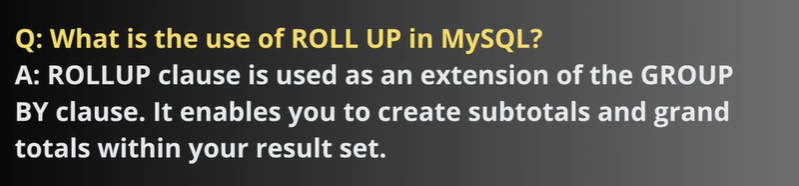 Q: What is the use of ROLL UP in MySQL?
A: ROLLUP clause is used as an extension of the GROUP
BY clause. It enables you to create subtotals and grand
totals within your result set.